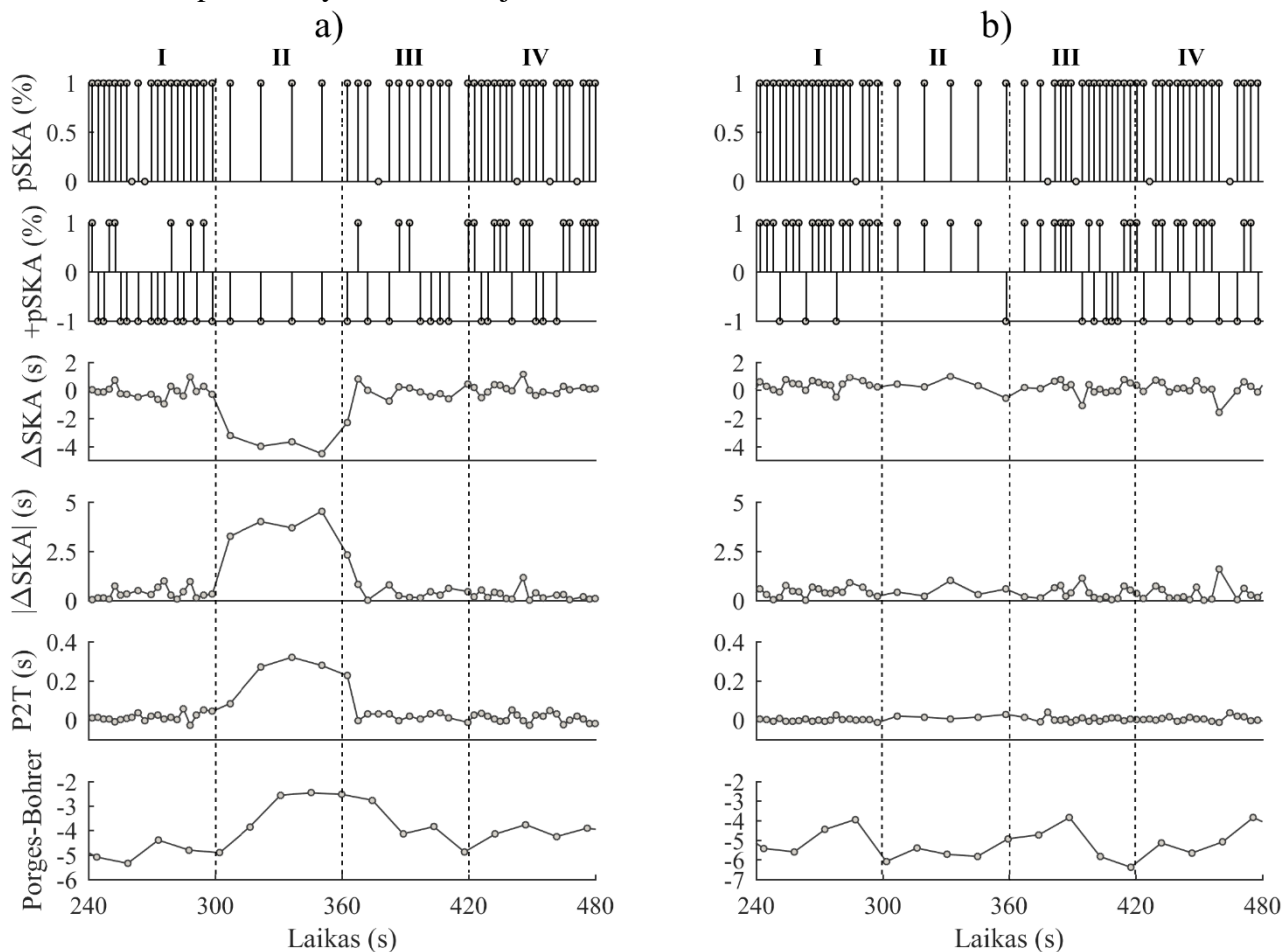 a) b)
I II III IV I II III IV
pSKA (%)
1 1
0.5 0.5
0 0
+pSKA (%)
1 1
0 0
-1 -1
ΔSKA (s)
2 2
0 0
-2 -2
-4 -4
|ΔSKA| (s)
5 5
2.5 2.5
0 0
P2T (s)
0.4 0.4
0.2 0.2
0 0
Porges-Bohrer
-2 -2
-3 -3
-4 -4
-5 -5
-6 -6
-7
240 300 360 420 480 240 300 360 420 480
Laikas (s) Laikas (s)